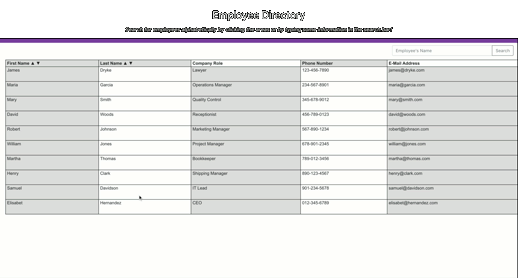 Employee Directory
Search for employees alphabetically by clicking the arrows or by typing some information in the search bar!
Employee's Name Search
First Name ▲ ▼ Last Name ▲ ▼ Company Role Phone Number E-Mail Address
James Dryke Lawyer 123-456-7890 james@dryke.com
Maria Garcia Operations Manager 234-567-8901 maria@garcia.com
Mary Smith Quality Control 345-678-9012 mary@smith.com
David Woods Receptionist 456-789-0123 david@woods.com
Robert Johnson Marketing Manager 567-890-1234 robert@johnson.com
William Jones Project Manager 678-901-2345 william@jones.com
Martha Thomas Bookkeeper 789-012-3456 martha@thomas.com
Henry Clark Shipping Manager 890-123-4567 henry@clark.com
Samuel Davidson IT Lead 901-234-5678 samuel@davidson.com
Elisabet Hernandez CEO 012-345-6789 elisabet@hernandez.com